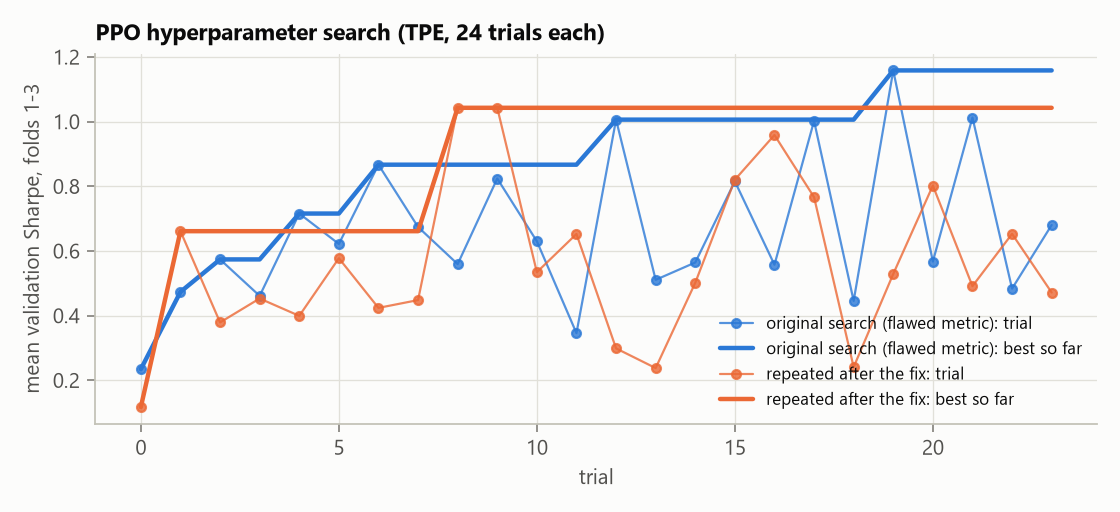 PPO hyperparameter search (TPE, 24 trials each)
mean validation Sharpe, folds 1-3
1.2
1.0
0.8
0.6
0.4
0.2
original search (flawed metric): trial
original search (flawed metric): best so far
repeated after the fix: trial
repeated after the fix: best so far
0 5 10 15 20
trial